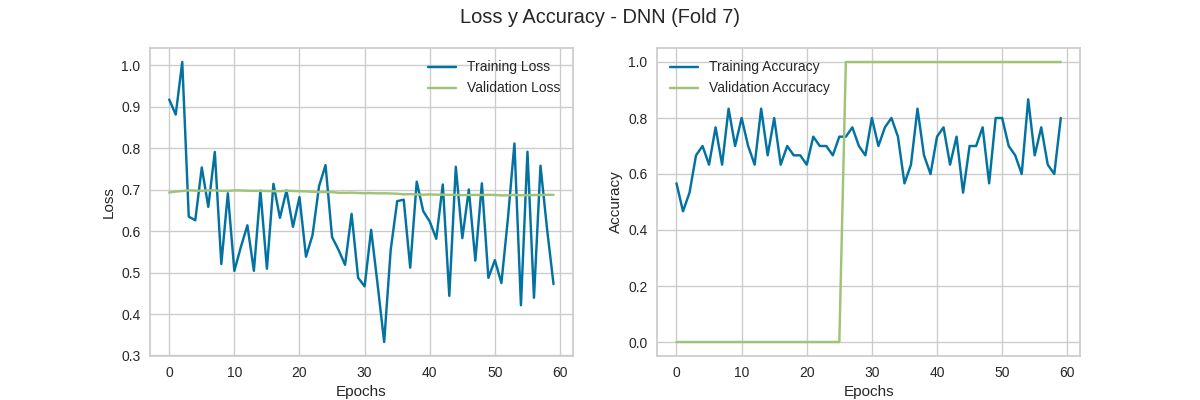 Loss y Accuracy - DNN (Fold 7)
Training Loss
Validation Loss
1.0
0.9
0.8
0.7
0.6
0.5
0.4
0.3
Loss
0 10 20 30 40 50 60
Epochs
Training Accuracy
Validation Accuracy
1.0
0.8
0.6
0.4
0.2
0.0
Accuracy
0 10 20 30 40 50 60
Epochs